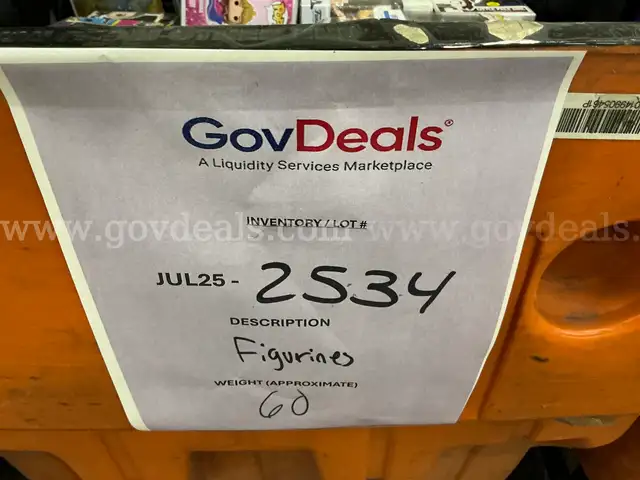 GovDeals®
A Liquidity Services Marketplace
INVENTORY / LOT #
www.govdeals.com
www.govdeals.com
JUL25 - 2534
DESCRIPTION
Figurines
WEIGHT (APPROXIMATE)
60